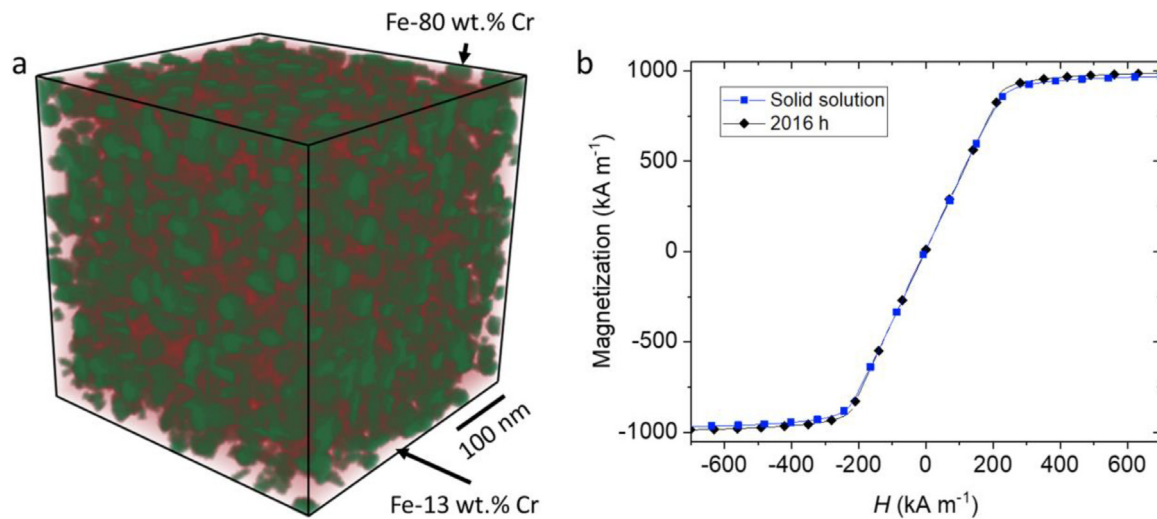 a
Fe-80 wt.% Cr
100 nm
Fe-13 wt.% Cr
b
Solid solution
2016 h
Magnetization (kA m⁻¹)
1000
500
0
-500
-1000
-600 -400 -200 0 200 400 600
H (kA m⁻¹)